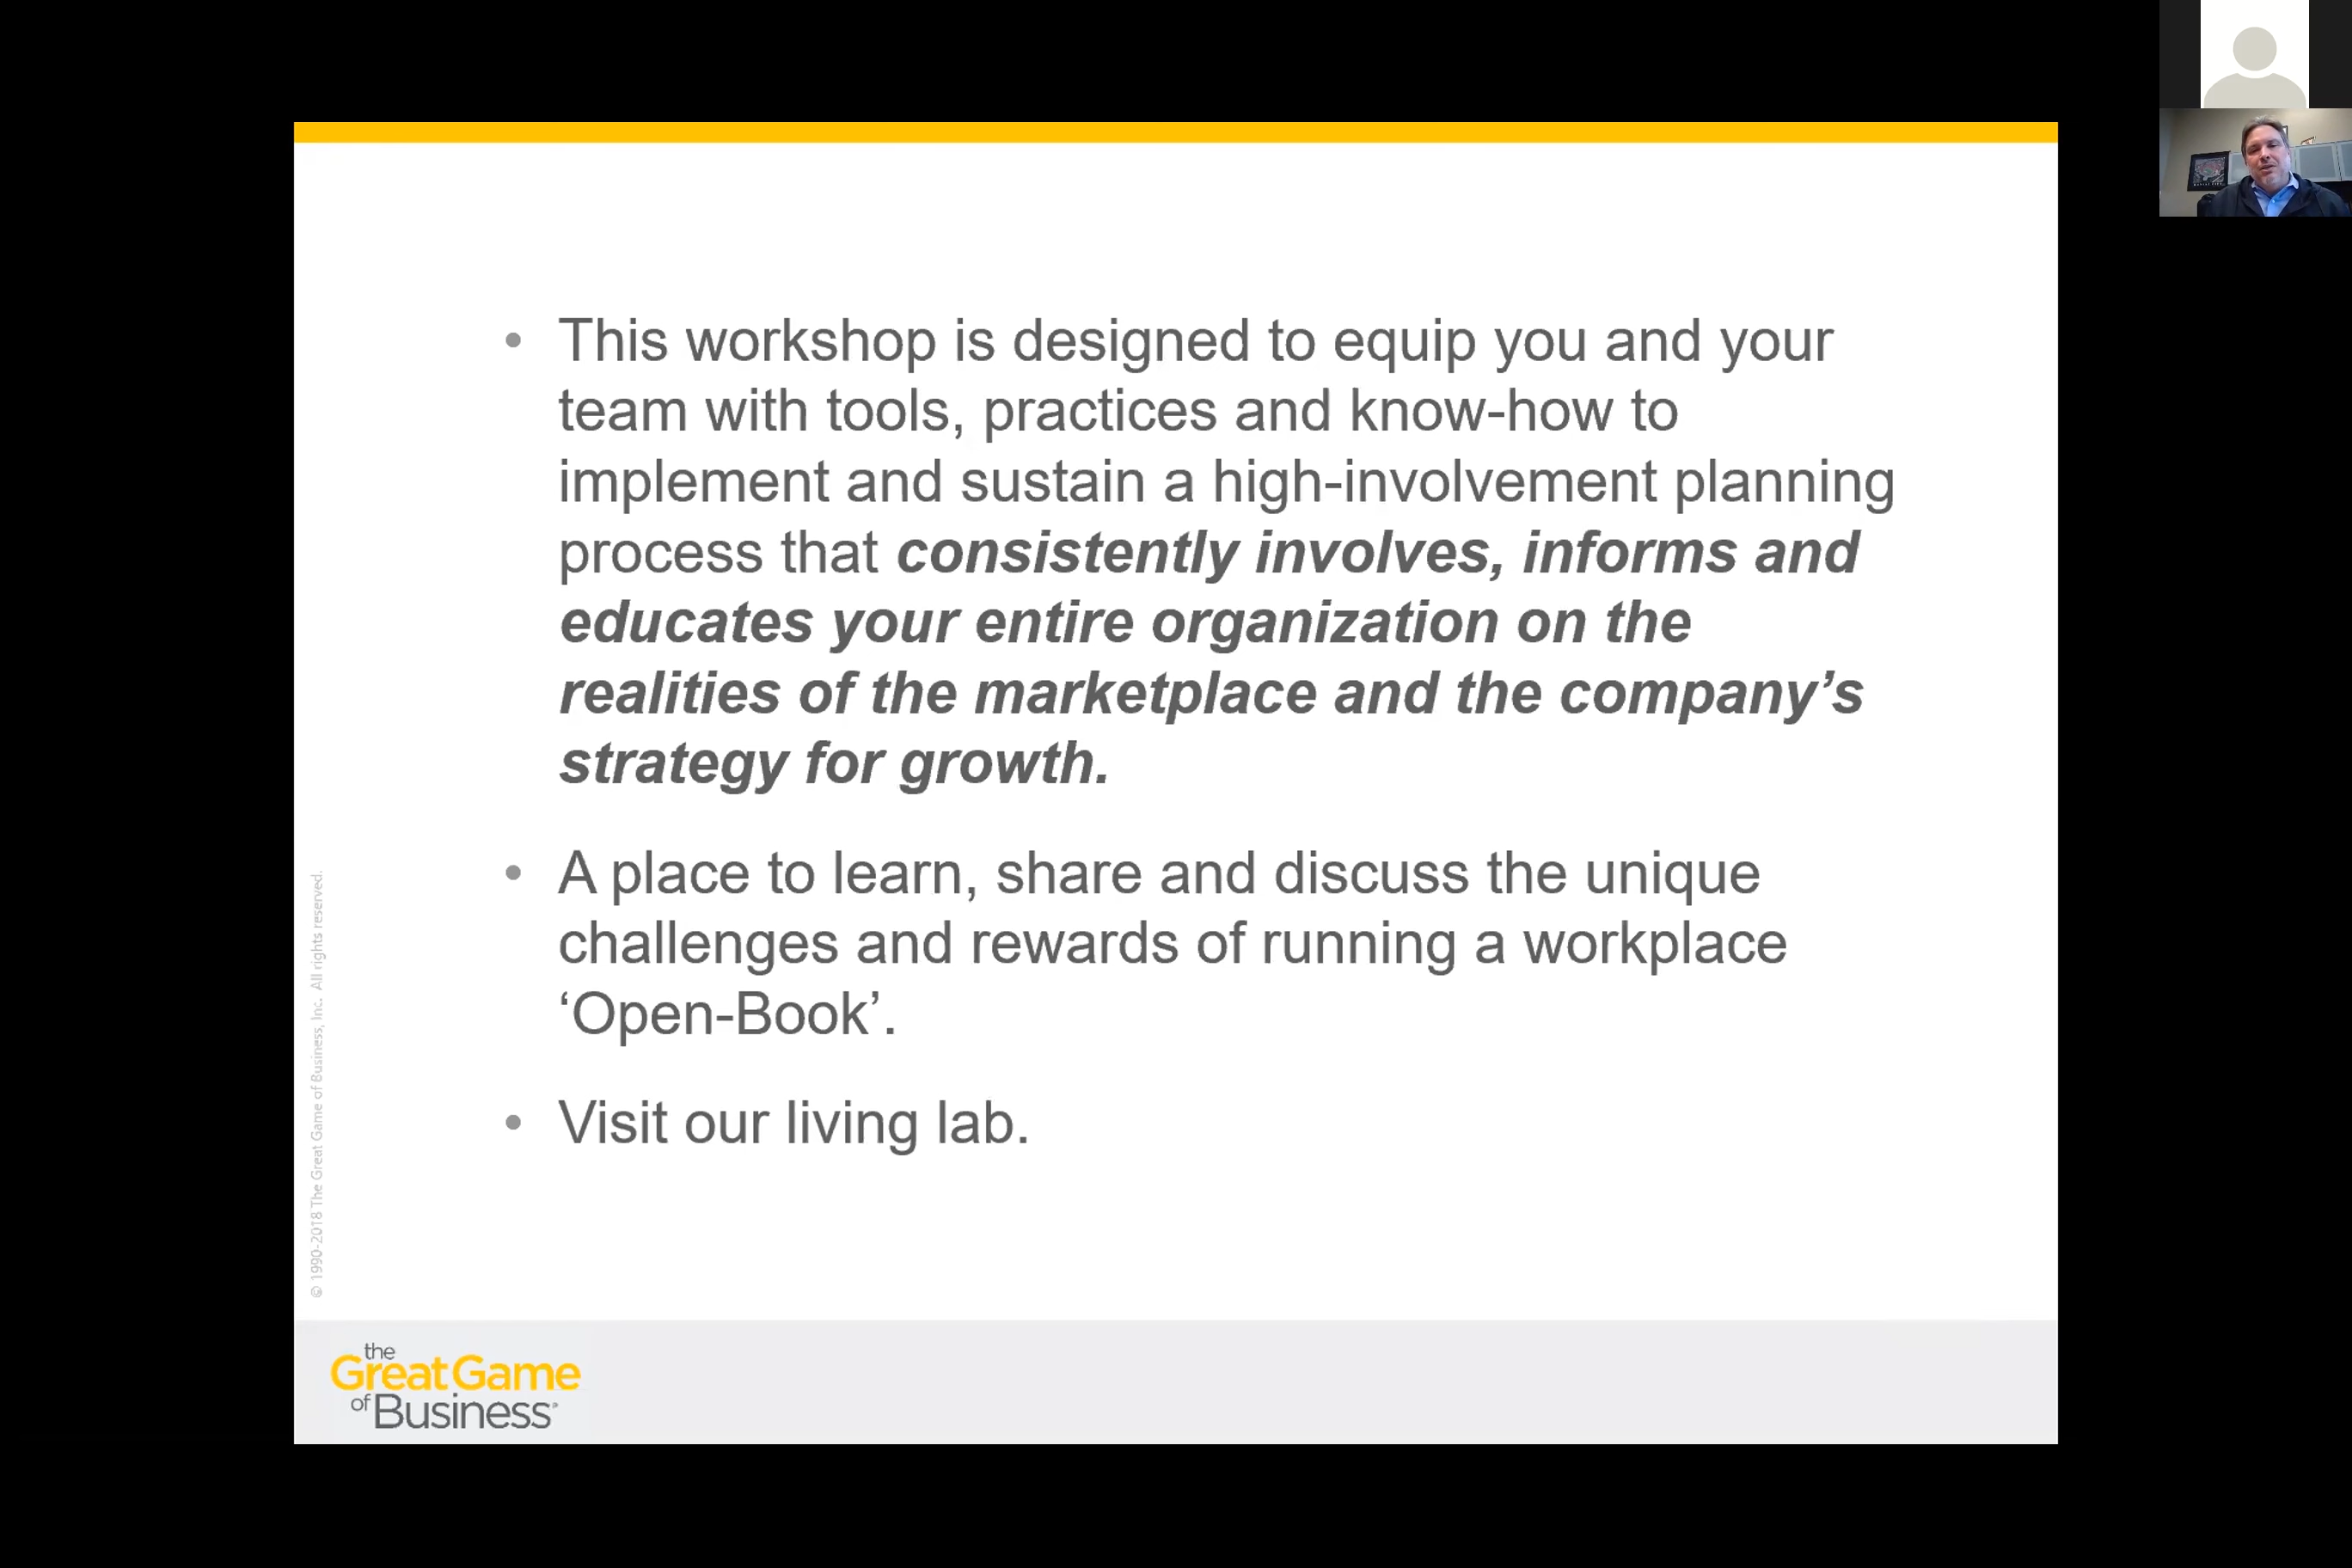 • This workshop is designed to equip you and your
team with tools, practices and know-how to
implement and sustain a high-involvement planning
process that consistently involves, informs and
educates your entire organization on the
realities of the marketplace and the company’s
strategy for growth.
• A place to learn, share and discuss the unique
challenges and rewards of running a workplace
‘Open-Book’.
• Visit our living lab.
© 1990-2018 The Great Game of Business, Inc. All rights reserved.
the
Great Game
of Business